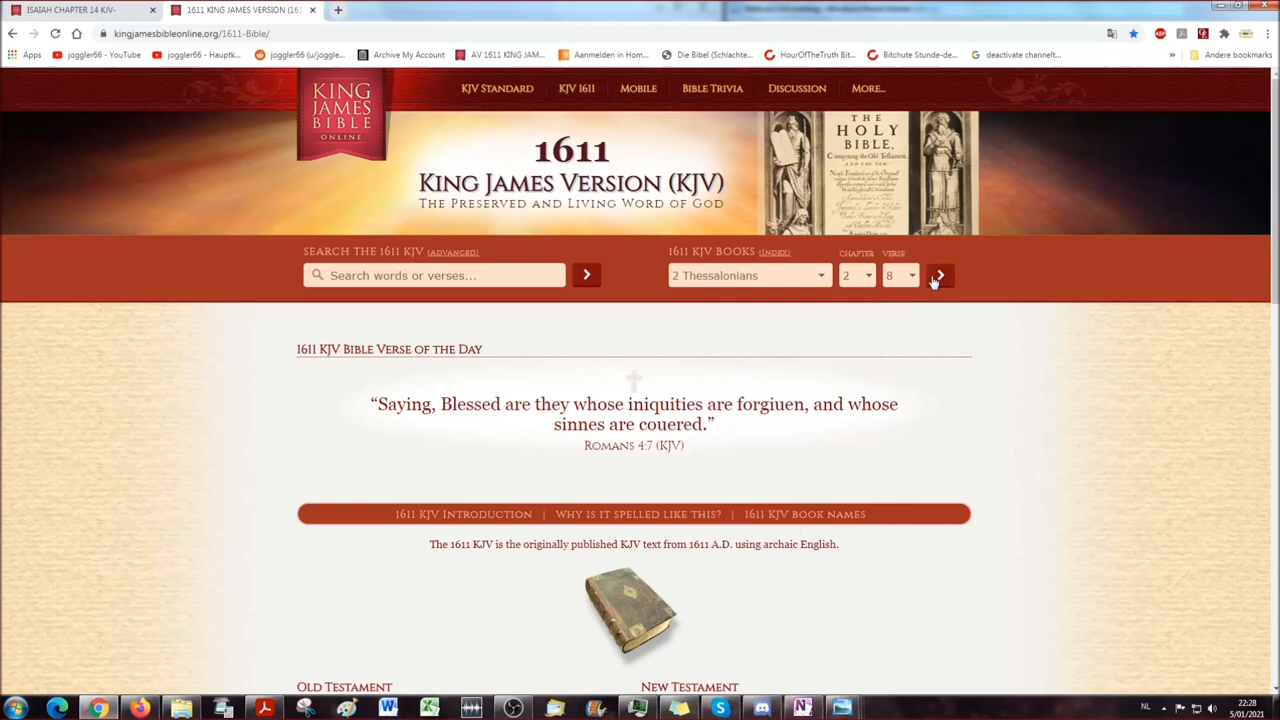 ISAIAH CHAPTER 14 KJV-
1611 KING JAMES VERSION (161
kingjamesbibleonline.org/1611-Bible/
Apps
joggler66 - YouTube
joggler66 - Hauptk...
joggler66 (u/joggle...
Archive My Account
AV 1611 KING JAM...
Aanmelden in Hom...
Die Bibel (Schlachte...
HourOfTheTruth Bit...
Bitchute Stunde-de...
deactivate channelt...
»
Andere bookmarks
KING
JAMES
BIBLE
ONLINE
KJV STANDARD
KJV 1611
MOBILE
BIBLE TRIVIA
DISCUSSION
MORE...
1611
KING JAMES VERSION (KJV)
THE PRESERVED AND LIVING WORD OF GOD
THE
HOLY
BIBLE,
SEARCH THE 1611 KJV (ADVANCED)
Search words or verses...
1611 KJV BOOKS (INDEX)
CHAPTER
VERSE
2 Thessalonians
2
8
1611 KJV BIBLE VERSE OF THE DAY
“Saying, Blessed are they whose iniquities are forgiuen, and whose
sinnes are couered.”
ROMANS 4:7 (KJV)
1611 KJV INTRODUCTION | WHY IS IT SPELLED LIKE THIS? | 1611 KJV BOOK NAMES
The 1611 KJV is the originally published KJV text from 1611 A.D. using archaic English.
OLD TESTAMENT
NEW TESTAMENT
NL
22:28
5/01/2021